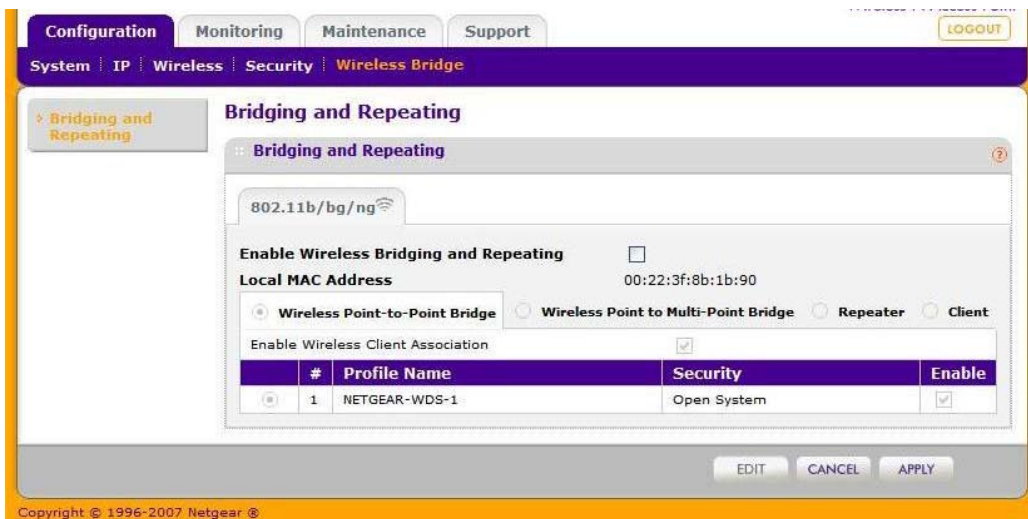 LOGOUT
Configuration Monitoring Maintenance Support
System IP Wireless Security Wireless Bridge
Bridging and
Repeating
Bridging and Repeating
Bridging and Repeating
?
802.11b/bg/ng
Enable Wireless Bridging and Repeating
Local MAC Address 00:22:3f:8b:1b:90
Wireless Point-to-Point Bridge Wireless Point to Multi-Point Bridge Repeater Client
Enable Wireless Client Association
# Profile Name Security Enable
1 NETGEAR-WDS-1 Open System
EDIT CANCEL APPLY
Copyright © 1996-2007 Netgear ®